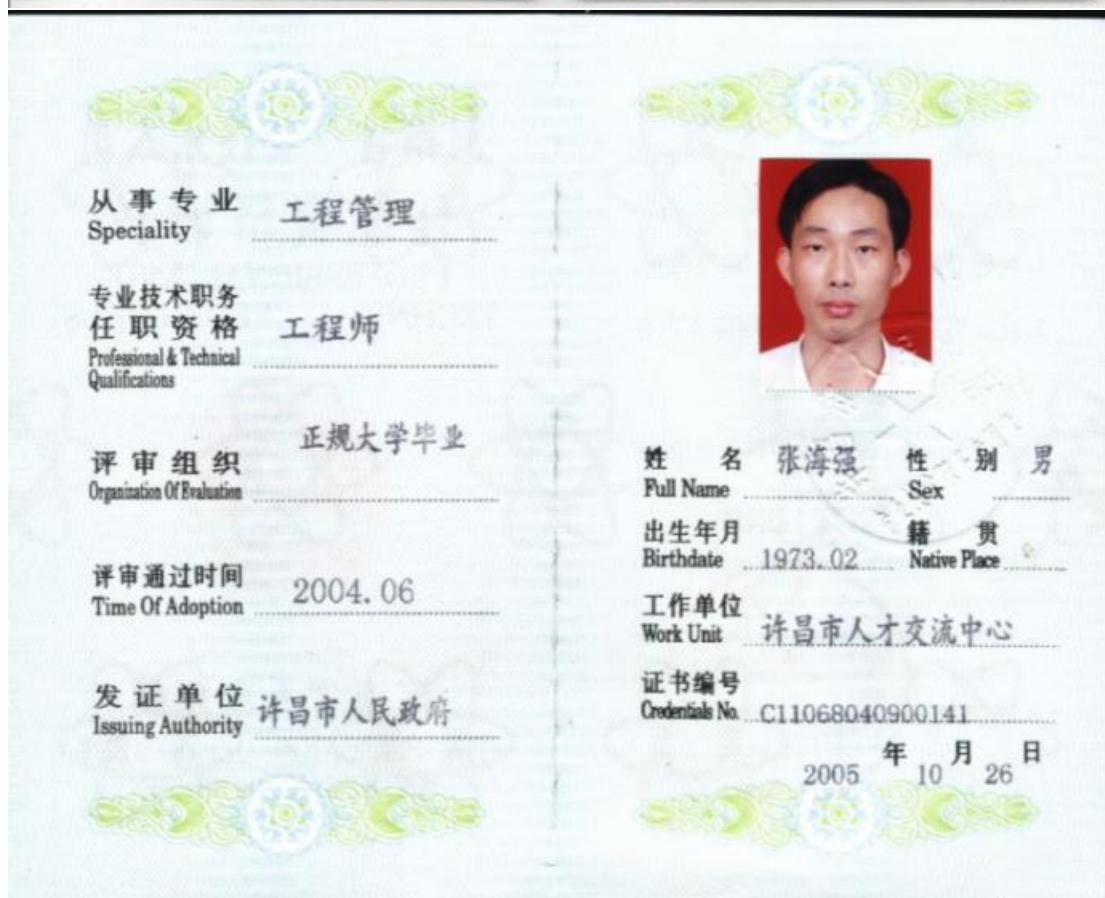 从事专业 工程管理
Speciality
专业技术职务
任职资格 工程师
Professional & Technical
Qualifications
正规大学毕业
评审组织
Organization Of Evaluation
评审通过时间 2004.06
Time Of Adoption
发证单位 许昌市人民政府
Issuing Authority
姓名 张海强 性别 男
Full Name Sex
出生年月 1973.02 籍贯
Birthdate Native Place
工作单位 许昌市人才交流中心
Work Unit
证书编号
Credentials No. C11068040900141
年 月 日
2005 10 26